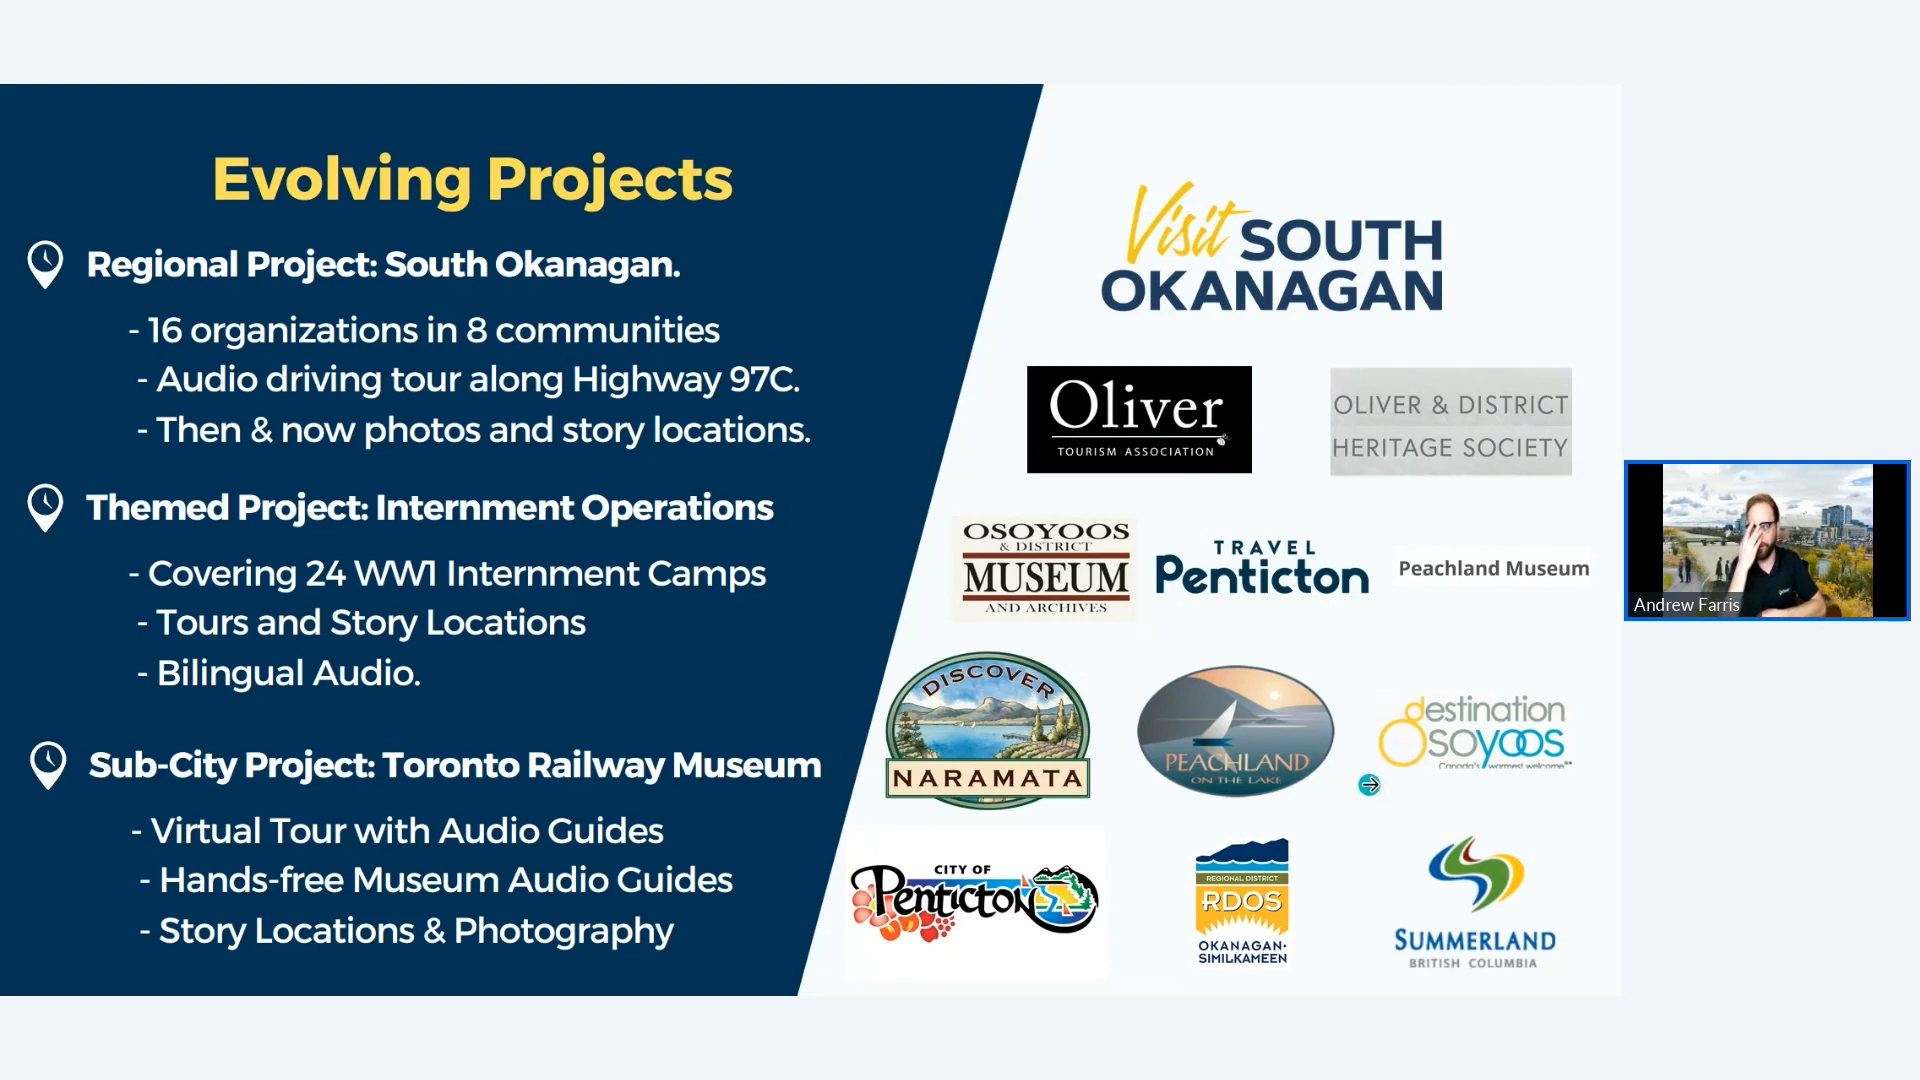 Evolving Projects
Regional Project: South Okanagan.
- 16 organizations in 8 communities
- Audio driving tour along Highway 97C.
- Then & now photos and story locations.
Themed Project: Internment Operations
- Covering 24 WW1 Internment Camps
- Tours and Story Locations
- Bilingual Audio.
Sub-City Project: Toronto Railway Museum
- Virtual Tour with Audio Guides
- Hands-free Museum Audio Guides
- Story Locations & Photography
Visit SOUTH
OKANAGAN
Oliver
TOURISM ASSOCIATION
OLIVER & DISTRICT
HERITAGE SOCIETY
OSOYOOS
& DISTRICT
MUSEUM
AND ARCHIVES
TRAVEL
Penticton
Peachland Museum
DISCOVER
NARAMATA
PEACHLAND
ON THE LAKE
destination
osoyoos
Canada's warmest welcome
CITY OF
Penticton
REGIONAL DISTRICT
RDOS
OKANAGAN-
SIMILKAMEEN
SUMMERLAND
BRITISH COLUMBIA
Andrew Farris